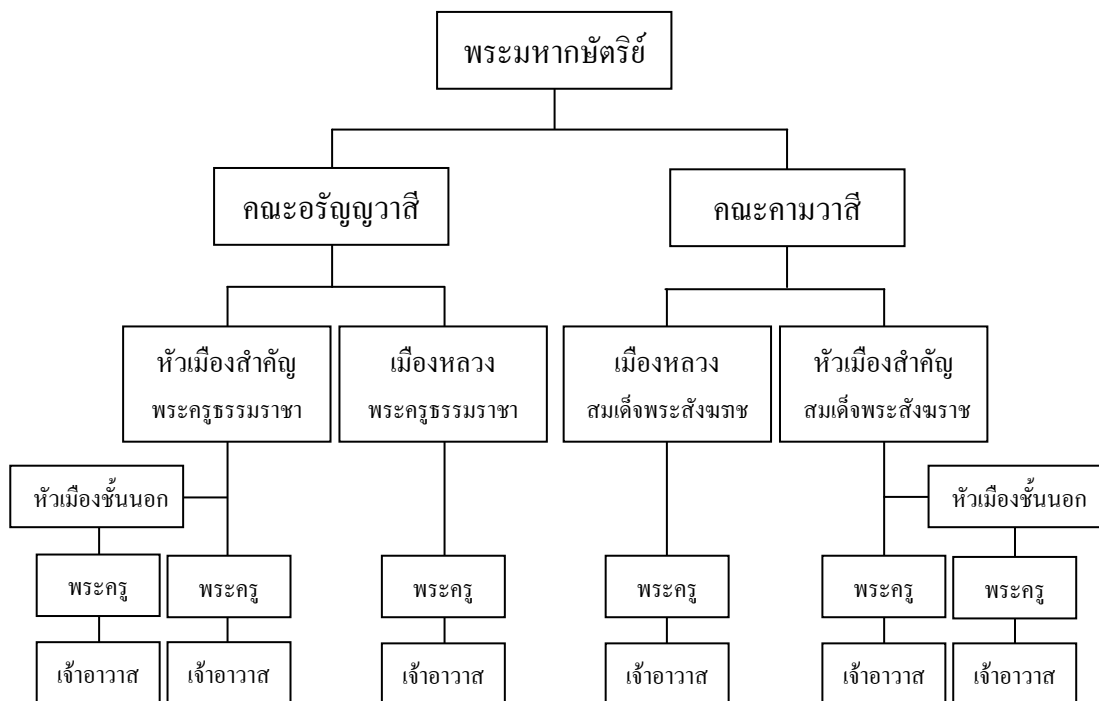 พระมหากษัตริย์
คณะอรัญญวาสี
คณะคามวาสี
หัวเมืองสำคัญ
พระครูธรรมราชา
เมืองหลวง
พระครูธรรมราชา
เมืองหลวง
สมเด็จพระสังฆราช
หัวเมืองสำคัญ
สมเด็จพระสังฆราช
หัวเมืองชั้นนอก
หัวเมืองชั้นนอก
พระครู
พระครู
พระครู
พระครู
พระครู
พระครู
เจ้าอาวาส
เจ้าอาวาส
เจ้าอาวาส
เจ้าอาวาส
เจ้าอาวาส
เจ้าอาวาส